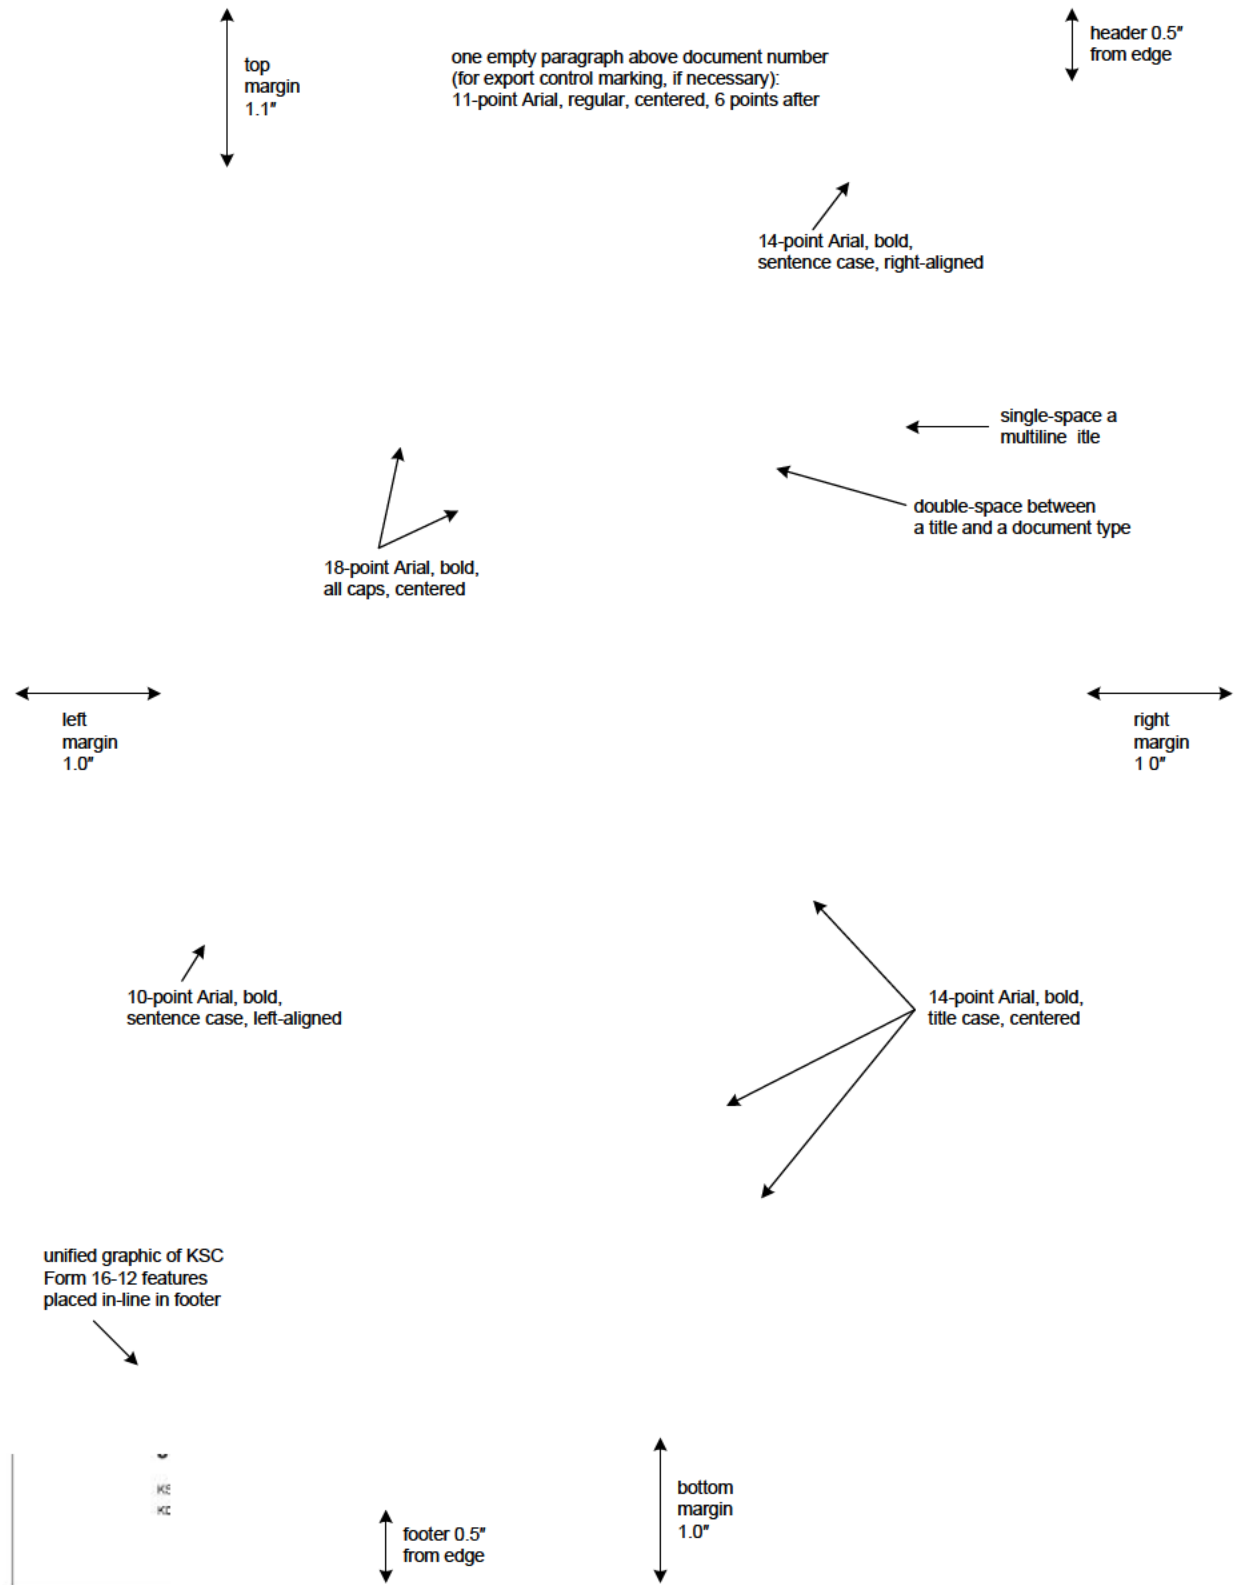 header 0.5″
from edge
top
margin
1.1″
one empty paragraph above document number
(for export control marking, if necessary):
11-point Arial, regular, centered, 6 points after
14-point Arial, bold,
sentence case, right-aligned
single-space a
multiline itle
double-space between
a title and a document type
18-point Arial, bold,
all caps, centered
left
margin
1.0″
right
margin
1 0″
10-point Arial, bold,
sentence case, left-aligned
14-point Arial, bold,
title case, centered
unified graphic of KSC
Form 16-12 features
placed in-line in footer
bottom
margin
1.0″
footer 0.5″
from edge